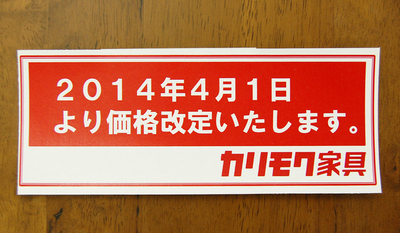 ２０１４年４月１日
より価格改定いたします。
カリモク家具